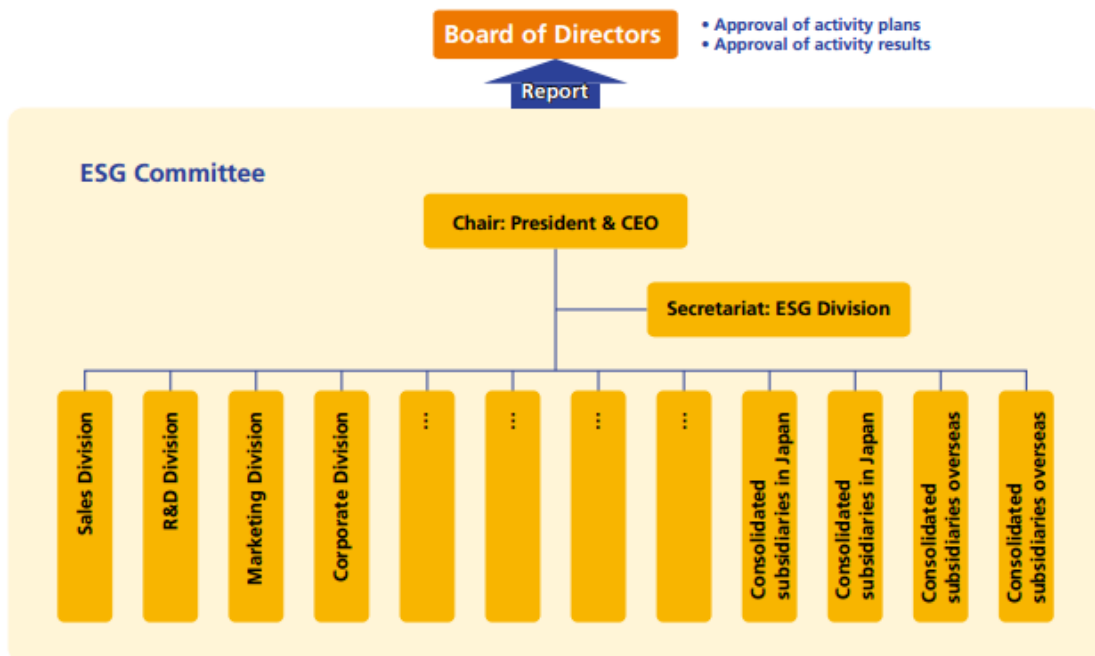 Board of Directors
• Approval of activity plans
• Approval of activity results
Report
ESG Committee
Chair: President & CEO
Secretariat: ESG Division
Sales Division
R&D Division
Marketing Division
Corporate Division
...
...
...
...
Consolidated
subsidiaries in Japan
Consolidated
subsidiaries in Japan
Consolidated
subsidiaries overseas
Consolidated
subsidiaries overseas